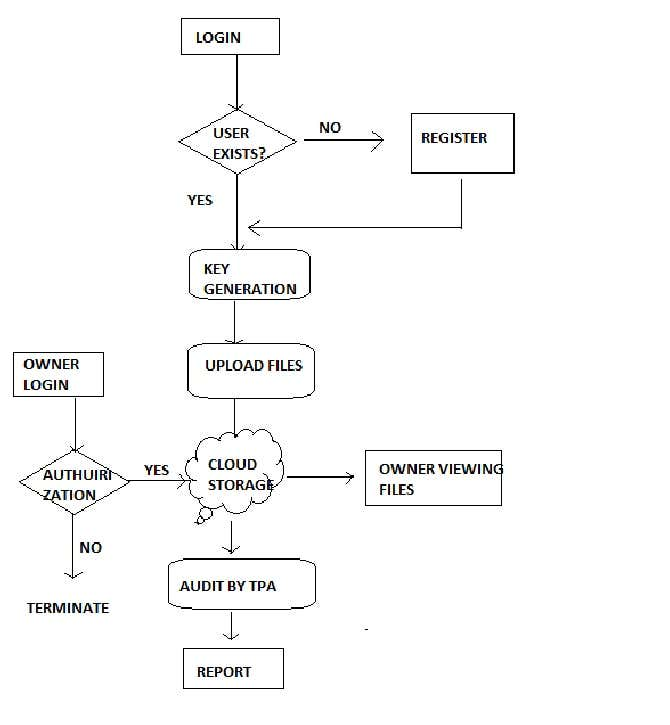 LOGIN
USER
EXISTS?
NO
REGISTER
YES
KEY
GENERATION
UPLOAD FILES
OWNER
LOGIN
AUTHUIRI
ZATION
YES
CLOUD
STORAGE
OWNER VIEWING
FILES
NO
TERMINATE
AUDIT BY TPA
REPORT